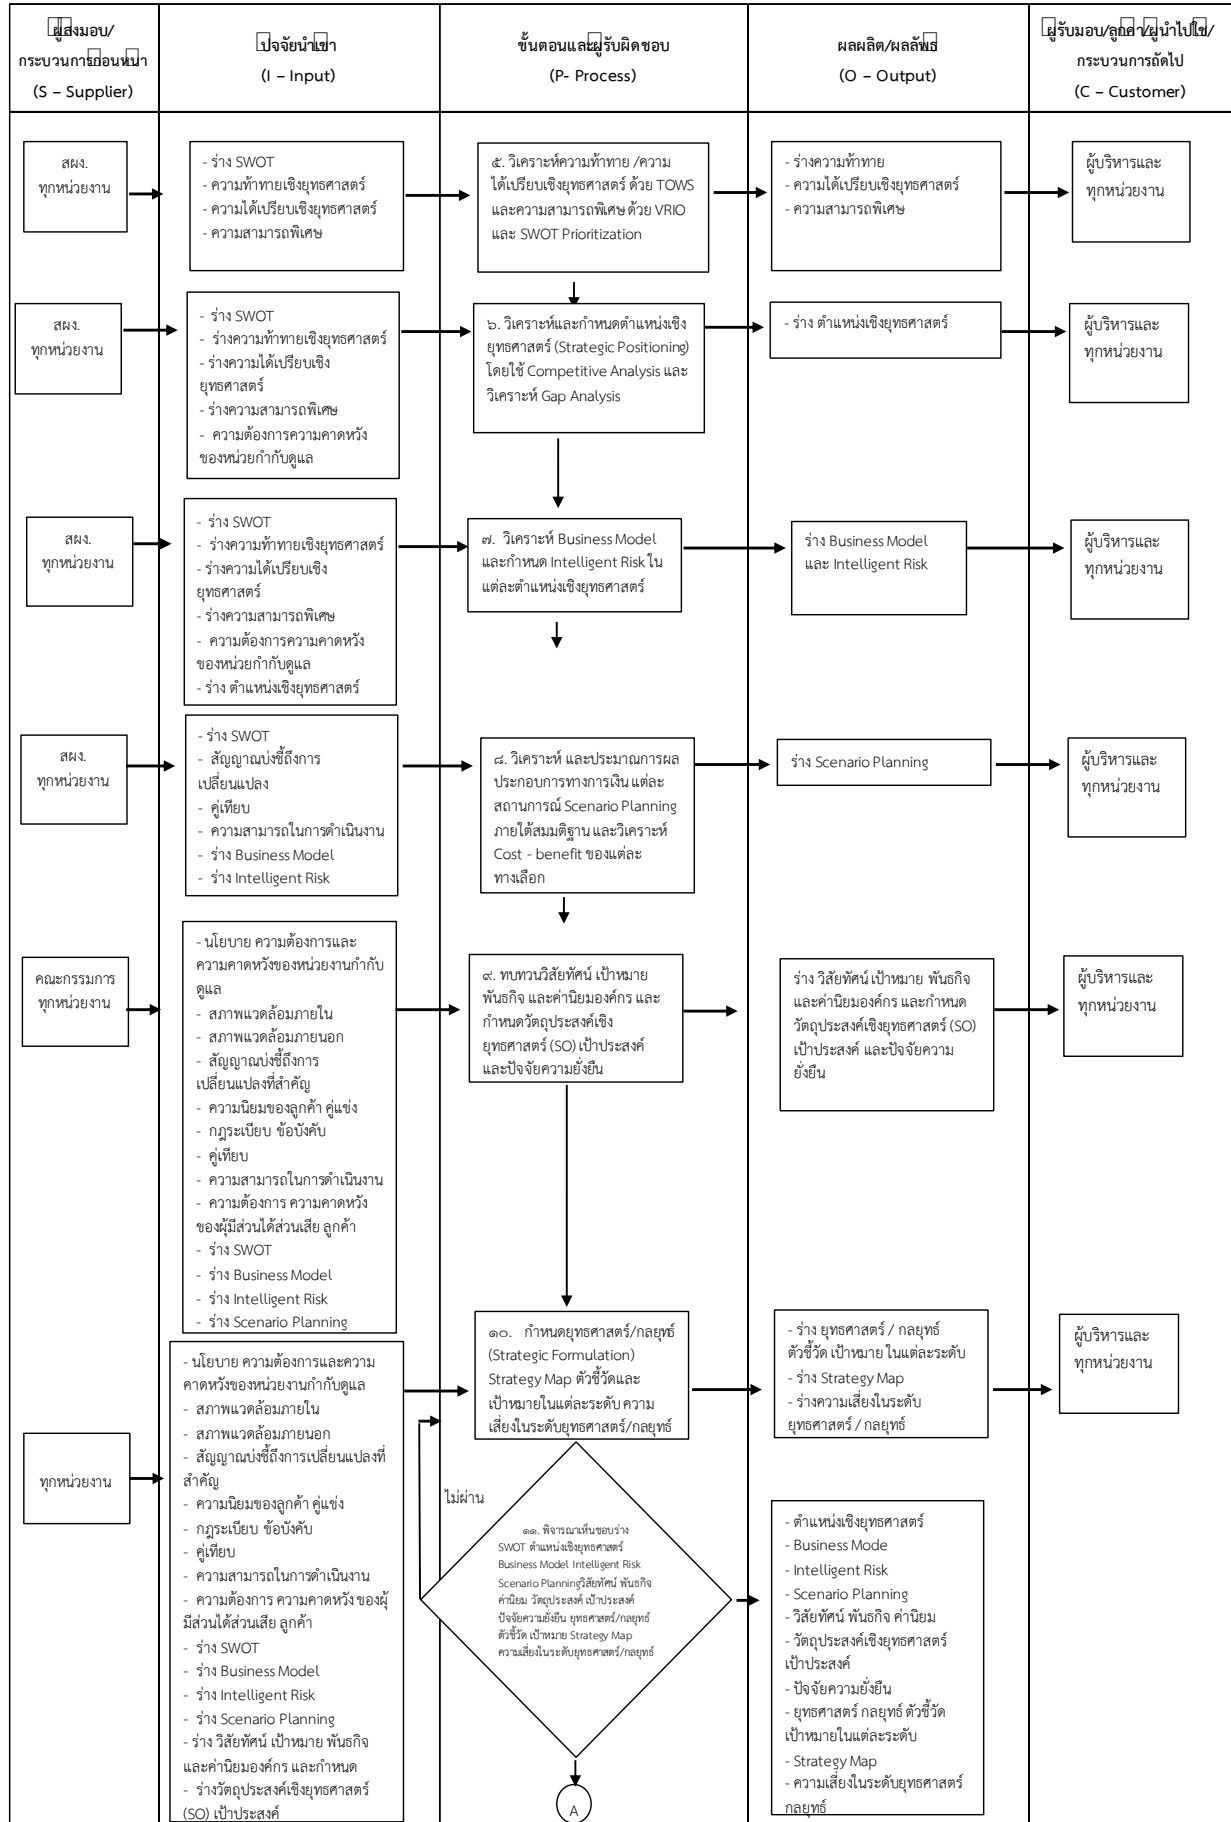 ผู้ส่งมอบ/
กระบวนการก่อนหน้า
(S – Supplier)
ปัจจัยนำเข้า
(I – Input)
ขั้นตอนและผู้รับผิดชอบ
(P- Process)
ผลผลิต/ผลลัพธ์
(O – Output)
ผู้รับมอบ/ลูกค้า/ผู้นำไปใช้/
กระบวนการถัดไป
(C – Customer)
สผง.
ทุกหน่วยงาน
- ร่าง SWOT
- ความท้าทายเชิงยุทธศาสตร์
- ความได้เปรียบเชิงยุทธศาสตร์
- ความสามารถพิเศษ
๕. วิเคราะห์ความท้าทาย /ความ
ได้เปรียบเชิงยุทธศาสตร์ ด้วย TOWS
และความสามารถพิเศษ ด้วย VRIO
และ SWOT Prioritization
- ร่างความท้าทาย
- ความได้เปรียบเชิงยุทธศาสตร์
- ความสามารถพิเศษ
ผู้บริหารและ
ทุกหน่วยงาน
สผง.
ทุกหน่วยงาน
- ร่าง SWOT
- ร่างความท้าทายเชิงยุทธศาสตร์
- ร่างความได้เปรียบเชิง
ยุทธศาสตร์
- ร่างความสามารถพิเศษ
- ความต้องการความคาดหวัง
ของหน่วยกำกับดูแล
๖. วิเคราะห์และกำหนดตำแหน่งเชิง
ยุทธศาสตร์ (Strategic Positioning)
โดยใช้ Competitive Analysis และ
วิเคราะห์ Gap Analysis
- ร่าง ตำแหน่งเชิงยุทธศาสตร์
ผู้บริหารและ
ทุกหน่วยงาน
สผง.
ทุกหน่วยงาน
- ร่าง SWOT
- ร่างความท้าทายเชิงยุทธศาสตร์
- ร่างความได้เปรียบเชิง
ยุทธศาสตร์
- ร่างความสามารถพิเศษ
- ความต้องการความคาดหวัง
ของหน่วยกำกับดูแล
- ร่าง ตำแหน่งเชิงยุทธศาสตร์
๗. วิเคราะห์ Business Model
และกำหนด Intelligent Risk ใน
แต่ละตำแหน่งเชิงยุทธศาสตร์
ร่าง Business Model
และ Intelligent Risk
ผู้บริหารและ
ทุกหน่วยงาน
สผง.
ทุกหน่วยงาน
- ร่าง SWOT
- สัญญาณบ่งชี้ถึงการ
เปลี่ยนแปลง
- คู่เทียบ
- ความสามารถในการดำเนินงาน
- ร่าง Business Model
- ร่าง Intelligent Risk
๘. วิเคราะห์ และประมาณการผล
ประกอบการทางการเงิน แต่ละ
สถานการณ์ Scenario Planning
ภายใต้สมมติฐาน และวิเคราะห์
Cost - benefit ของแต่ละ
ทางเลือก
ร่าง Scenario Planning
ผู้บริหารและ
ทุกหน่วยงาน
คณะกรรมการ
ทุกหน่วยงาน
- นโยบาย ความต้องการและ
ความคาดหวังของหน่วยงานกำกับ
ดูแล
- สภาพแวดล้อมภายใน
- สภาพแวดล้อมภายนอก
- สัญญาณบ่งชี้ถึงการ
เปลี่ยนแปลงที่สำคัญ
- ความนิยมของลูกค้า คู่แข่ง
- กฎระเบียบ ข้อบังคับ
- คู่เทียบ
- ความสามารถในการดำเนินงาน
- ความต้องการ ความคาดหวัง
ของผู้มีส่วนได้ส่วนเสีย ลูกค้า
- ร่าง SWOT
- ร่าง Business Model
- ร่าง Intelligent Risk
- ร่าง Scenario Planning
๙. ทบทวนวิสัยทัศน์ เป้าหมาย
พันธกิจ และค่านิยมองค์กร และ
กำหนดวัตถุประสงค์เชิง
ยุทธศาสตร์ (SO) เป้าประสงค์
และปัจจัยความยั่งยืน
ร่าง วิสัยทัศน์ เป้าหมาย พันธกิจ
และค่านิยมองค์กร และกำหนด
วัตถุประสงค์เชิงยุทธศาสตร์ (SO)
เป้าประสงค์ และปัจจัยความ
ยั่งยืน
ผู้บริหารและ
ทุกหน่วยงาน
ทุกหน่วยงาน
- นโยบาย ความต้องการและความ
คาดหวังของหน่วยงานกำกับดูแล
- สภาพแวดล้อมภายใน
- สภาพแวดล้อมภายนอก
- สัญญาณบ่งชี้ถึงการเปลี่ยนแปลงที่
สำคัญ
- ความนิยมของลูกค้า คู่แข่ง
- กฎระเบียบ ข้อบังคับ
- คู่เทียบ
- ความสามารถในการดำเนินงาน
- ความต้องการ ความคาดหวัง ของผู้
มีส่วนได้ส่วนเสีย ลูกค้า
- ร่าง SWOT
- ร่าง Business Model
- ร่าง Intelligent Risk
- ร่าง Scenario Planning
- ร่าง วิสัยทัศน์ เป้าหมาย พันธกิจ
และค่านิยมองค์กร และกำหนด
- ร่างวัตถุประสงค์เชิงยุทธศาสตร์
(SO) เป้าประสงค์
๑๐. กำหนดยุทธศาสตร์/กลยุทธ์
(Strategic Formulation)
Strategy Map ตัวชี้วัดและ
เป้าหมายในแต่ละระดับ ความ
เสี่ยงในระดับยุทธศาสตร์/กลยุทธ์
- ร่าง ยุทธศาสตร์ / กลยุทธ์
ตัวชี้วัด เป้าหมาย ในแต่ละระดับ
- ร่าง Strategy Map
- ร่างความเสี่ยงในระดับ
ยุทธศาสตร์ / กลยุทธ์
ผู้บริหารและ
ทุกหน่วยงาน
ไม่ผ่าน
๑๑. พิจารณาเห็นชอบร่าง
SWOT ตำแหน่งเชิงยุทธศาสตร์
Business Model Intelligent Risk
Scenario Planningวิสัยทัศน์ พันธกิจ
ค่านิยม วัตถุประสงค์ เป้าประสงค์
ปัจจัยความยั่งยืน ยุทธศาสตร์/กลยุทธ์
ตัวชี้วัด เป้าหมาย Strategy Map
ความเสี่ยงในระดับยุทธศาสตร์/กลยุทธ์
- ตำแหน่งเชิงยุทธศาสตร์
- Business Mode
- Intelligent Risk
- Scenario Planning
- วิสัยทัศน์ พันธกิจ ค่านิยม
- วัตถุประสงค์เชิงยุทธศาสตร์
เป้าประสงค์
- ปัจจัยความยั่งยืน
- ยุทธศาสตร์ กลยุทธ์ ตัวชี้วัด
เป้าหมายในแต่ละระดับ
- Strategy Map
- ความเสี่ยงในระดับยุทธศาสตร์
กลยุทธ์
A